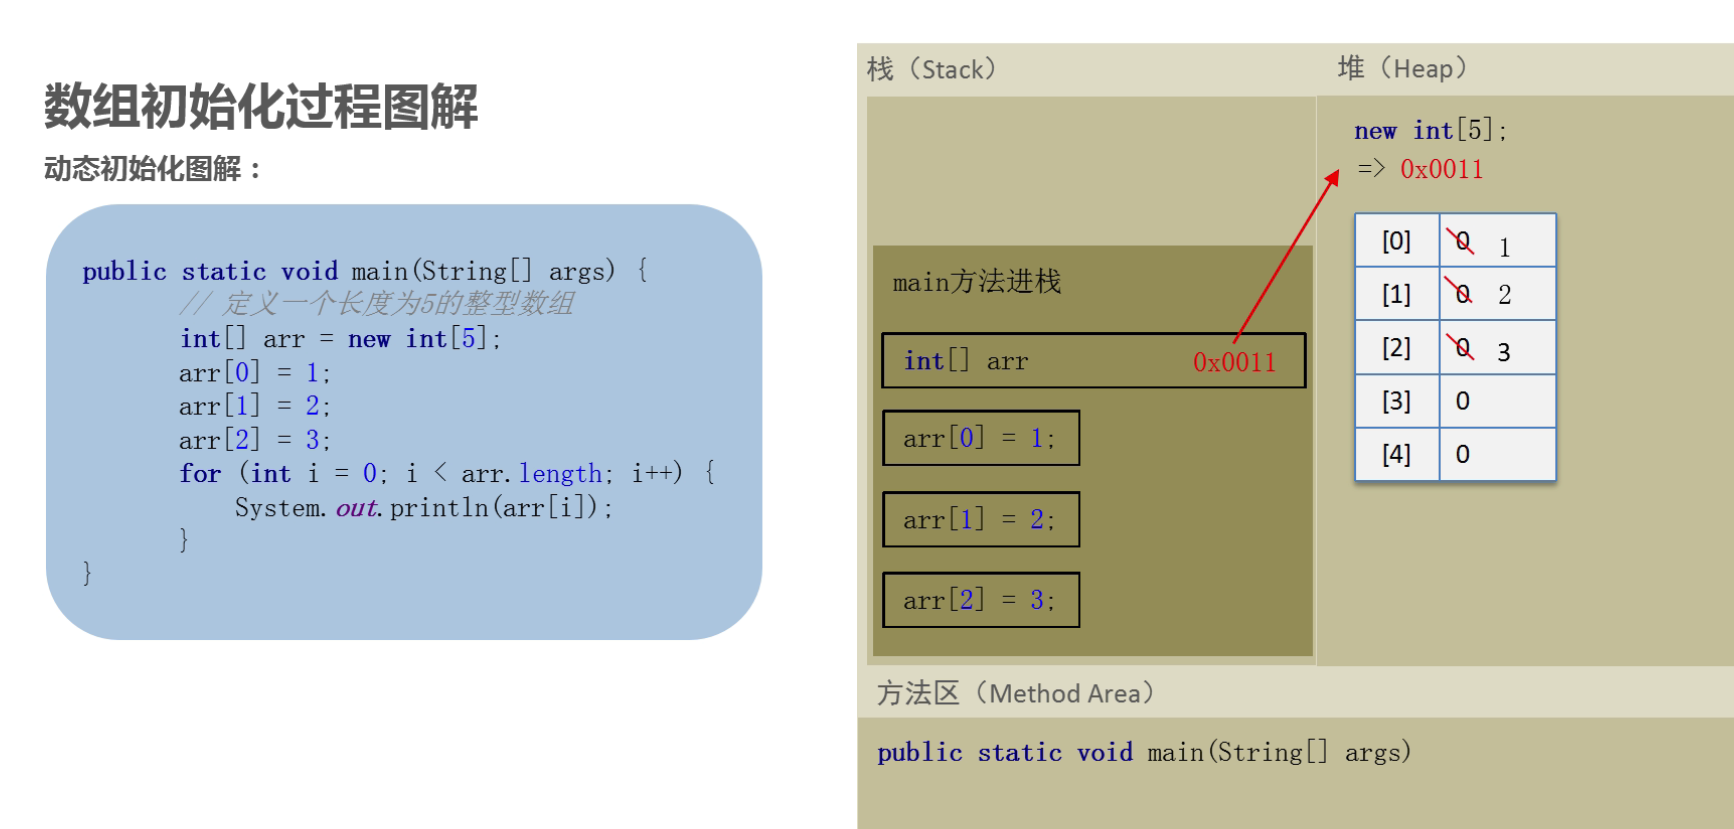 数组初始化过程图解
动态初始化图解：
public static void main(String[] args) {
// 定义一个长度为5的整型数组
int[] arr = new int[5];
arr[0] = 1;
arr[1] = 2;
arr[2] = 3;
for (int i = 0; i < arr.length; i++) {
System.out.println(arr[i]);
}
}
栈（Stack）
main方法进栈
int[] arr 0x0011
arr[0] = 1;
arr[1] = 2;
arr[2] = 3;
堆（Heap）
new int[5];
=> 0x0011
[0] 0 1
[1] 0 2
[2] 0 3
[3] 0
[4] 0
方法区（Method Area）
public static void main(String[] args)